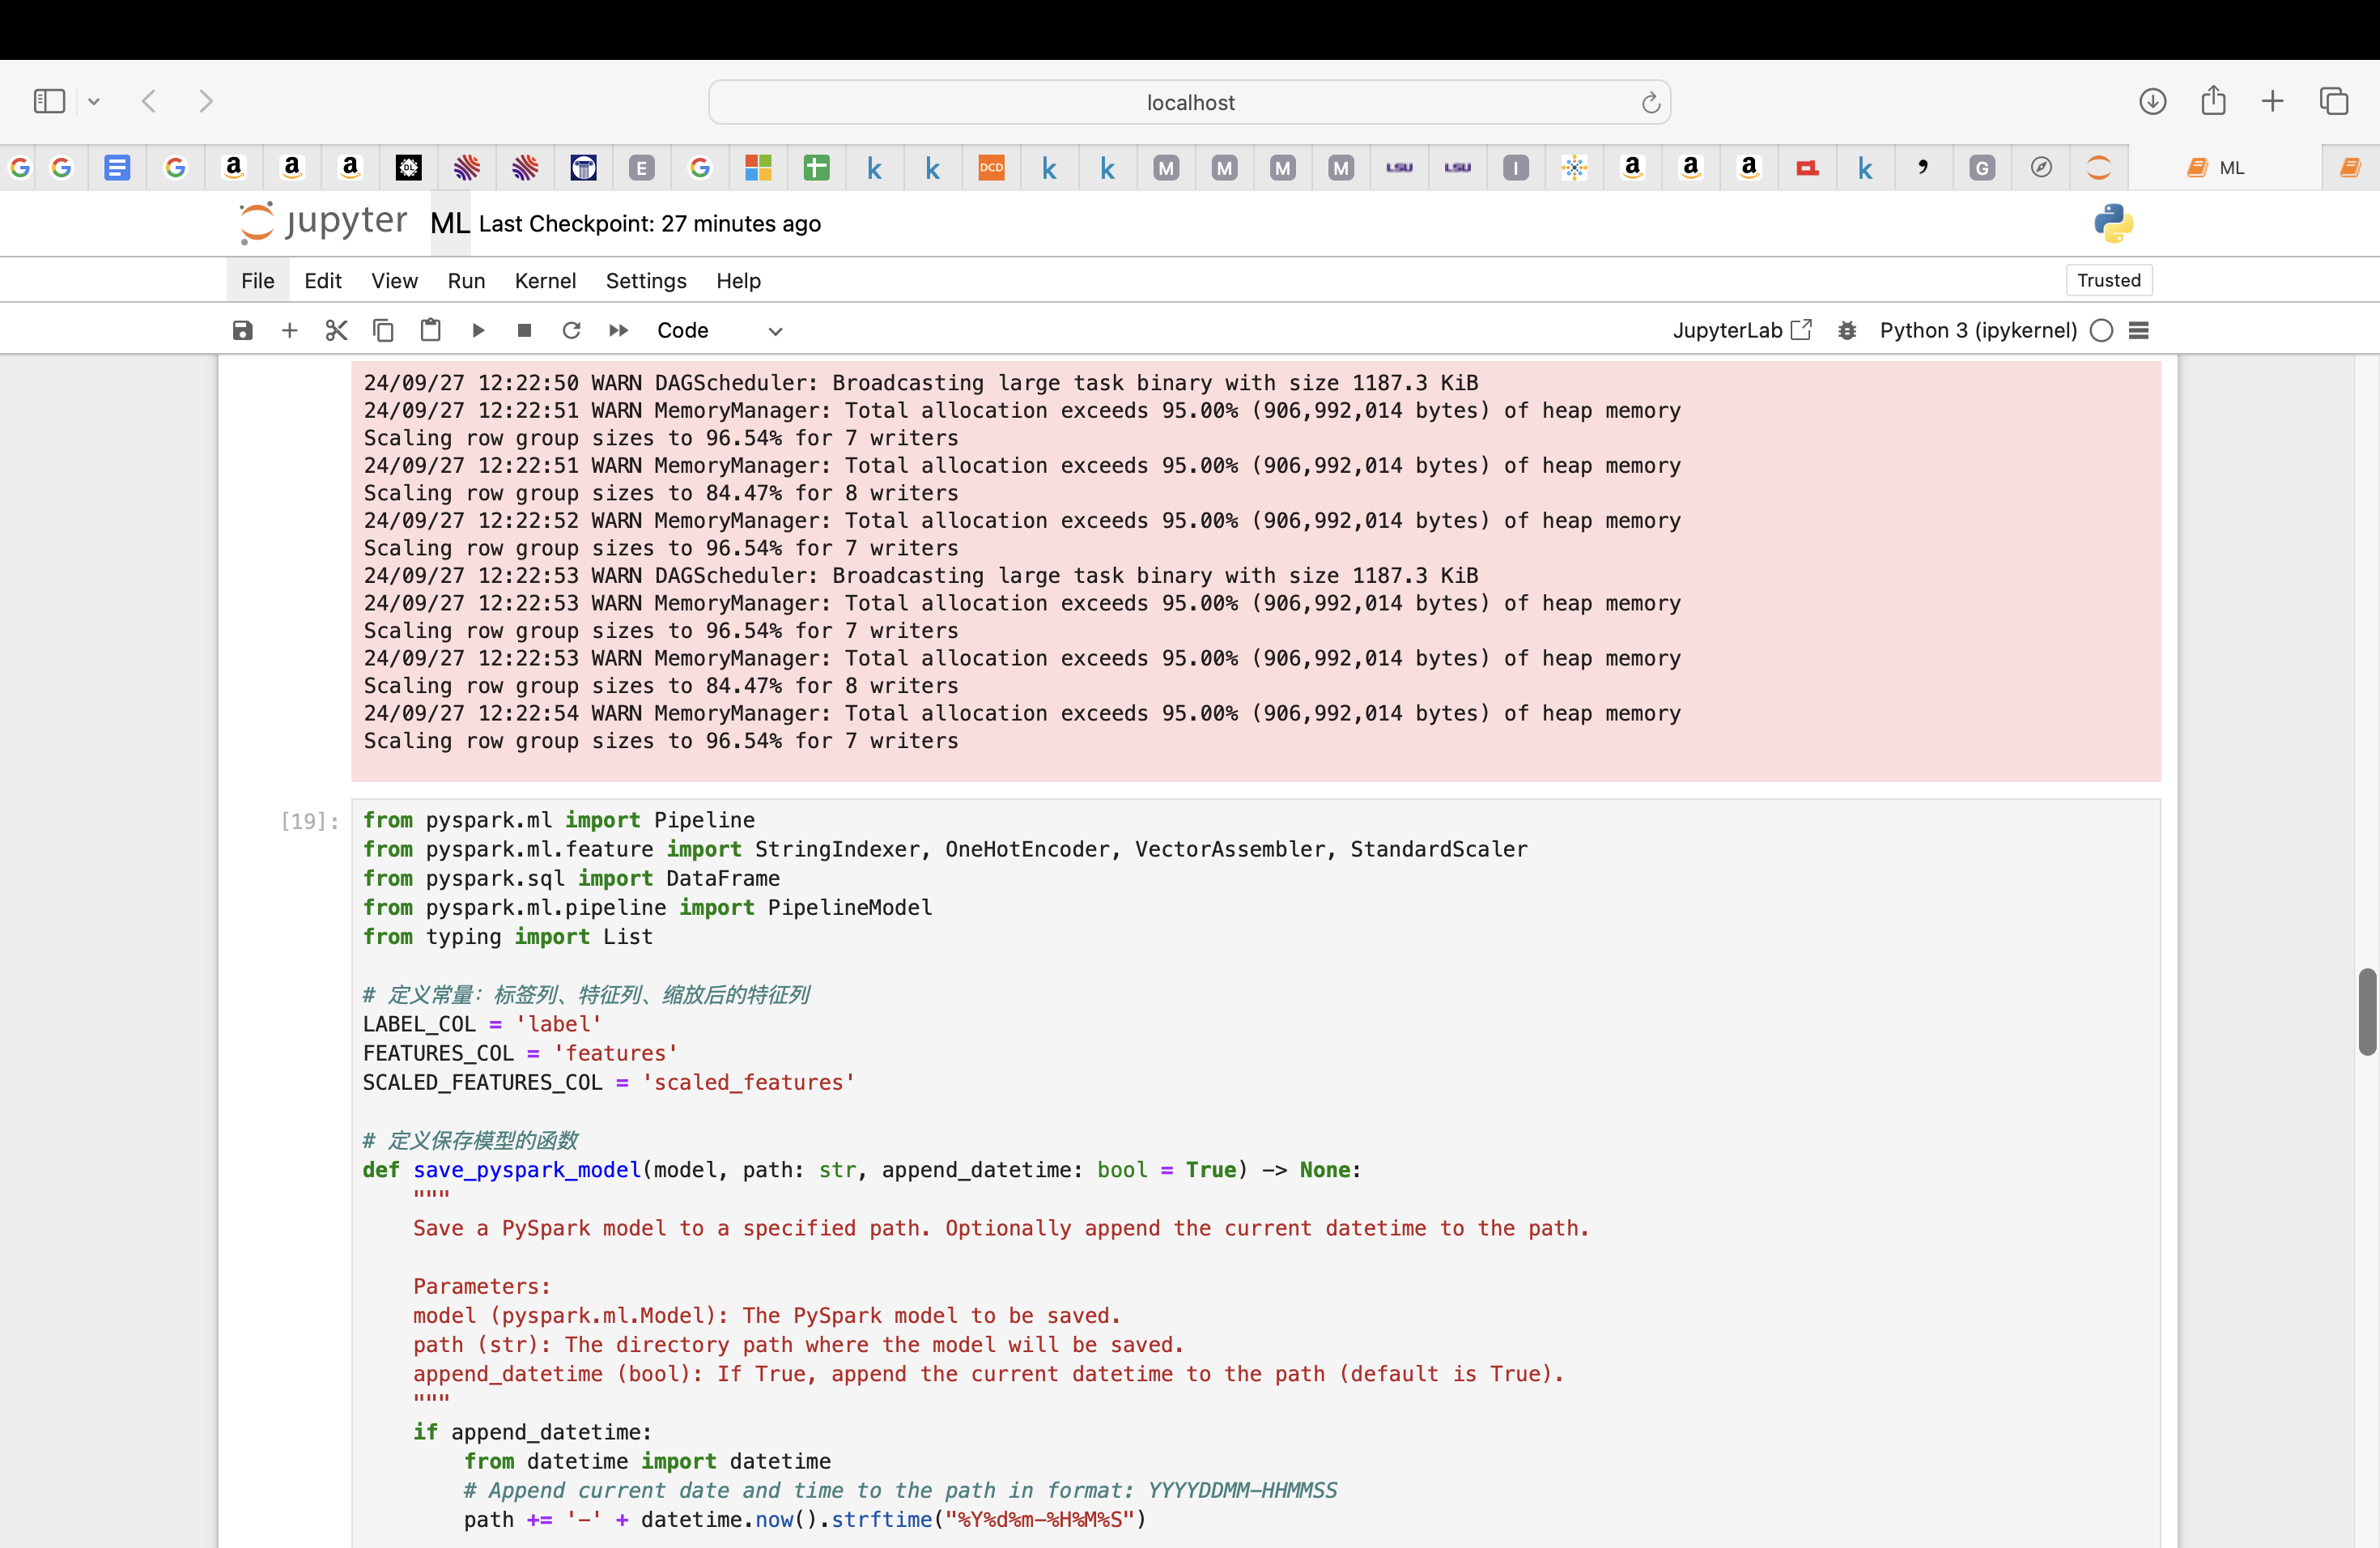 localhost
E
DCD
M
M
M
M
LSU
LSU
I
G
ML
jupyter ML Last Checkpoint: 27 minutes ago
File Edit View Run Kernel Settings Help
Trusted
Code
JupyterLab
Python 3 (ipykernel)
24/09/27 12:22:50 WARN DAGScheduler: Broadcasting large task binary with size 1187.3 KiB
24/09/27 12:22:51 WARN MemoryManager: Total allocation exceeds 95.00% (906,992,014 bytes) of heap memory
Scaling row group sizes to 96.54% for 7 writers
24/09/27 12:22:51 WARN MemoryManager: Total allocation exceeds 95.00% (906,992,014 bytes) of heap memory
Scaling row group sizes to 84.47% for 8 writers
24/09/27 12:22:52 WARN MemoryManager: Total allocation exceeds 95.00% (906,992,014 bytes) of heap memory
Scaling row group sizes to 96.54% for 7 writers
24/09/27 12:22:53 WARN DAGScheduler: Broadcasting large task binary with size 1187.3 KiB
24/09/27 12:22:53 WARN MemoryManager: Total allocation exceeds 95.00% (906,992,014 bytes) of heap memory
Scaling row group sizes to 96.54% for 7 writers
24/09/27 12:22:53 WARN MemoryManager: Total allocation exceeds 95.00% (906,992,014 bytes) of heap memory
Scaling row group sizes to 84.47% for 8 writers
24/09/27 12:22:54 WARN MemoryManager: Total allocation exceeds 95.00% (906,992,014 bytes) of heap memory
Scaling row group sizes to 96.54% for 7 writers
[19]:
from pyspark.ml import Pipeline
from pyspark.ml.feature import StringIndexer, OneHotEncoder, VectorAssembler, StandardScaler
from pyspark.sql import DataFrame
from pyspark.ml.pipeline import PipelineModel
from typing import List
# 定义常量：标签列、特征列、缩放后的特征列
LABEL_COL = 'label'
FEATURES_COL = 'features'
SCALED_FEATURES_COL = 'scaled_features'
# 定义保存模型的函数
def save_pyspark_model(model, path: str, append_datetime: bool = True) -> None:
"""
Save a PySpark model to a specified path. Optionally append the current datetime to the path.
Parameters:
model (pyspark.ml.Model): The PySpark model to be saved.
path (str): The directory path where the model will be saved.
append_datetime (bool): If True, append the current datetime to the path (default is True).
"""
if append_datetime:
from datetime import datetime
# Append current date and time to the path in format: YYYYDDMM-HHMMSS
path += '-' + datetime.now().strftime("%Y%d%m-%H%M%S")